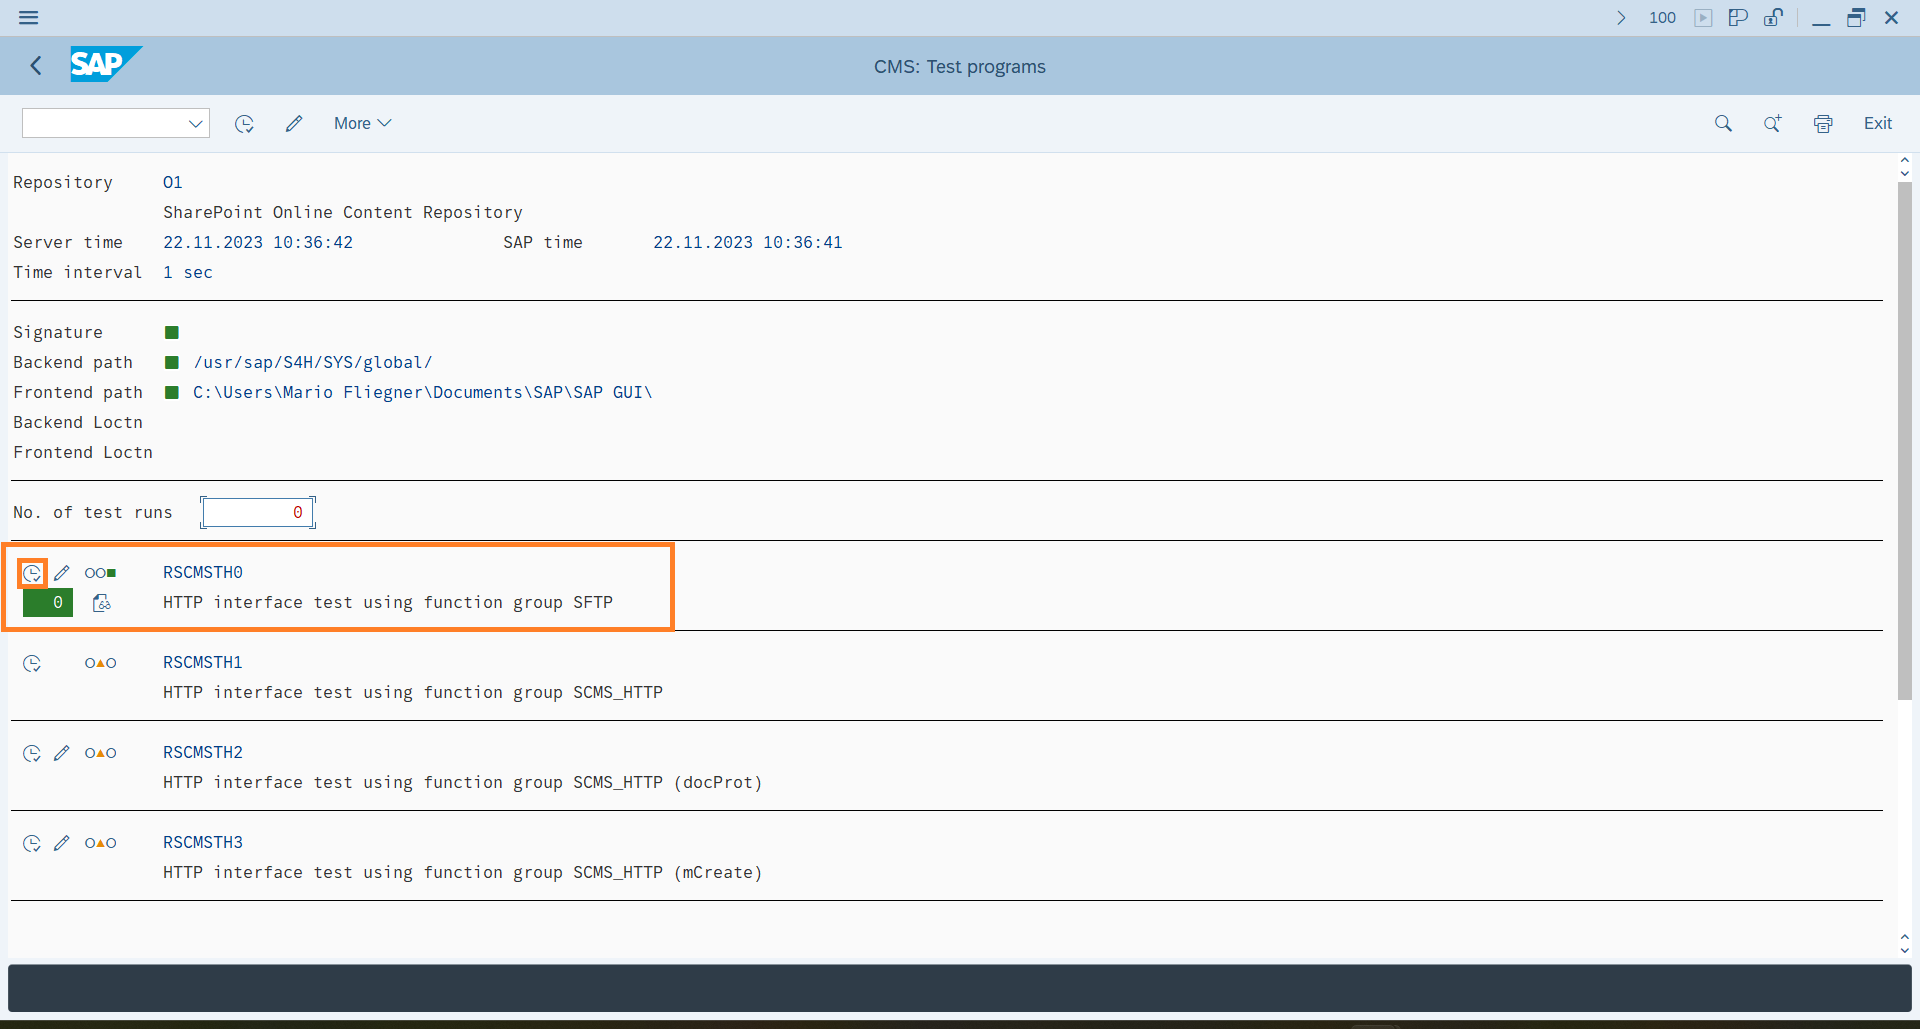 100
SAP
CMS: Test programs
More
Exit
Repository O1
SharePoint Online Content Repository
Server time 22.11.2023 10:36:42 SAP time 22.11.2023 10:36:41
Time interval 1 sec
Signature
Backend path /usr/sap/S4H/SYS/global/
Frontend path C:\Users\Mario Fliegner\Documents\SAP\SAP GUI\
Backend Loctn
Frontend Loctn
No. of test runs 0
RSCMSTH0
0 HTTP interface test using function group SFTP
RSCMSTH1
HTTP interface test using function group SCMS_HTTP
RSCMSTH2
HTTP interface test using function group SCMS_HTTP (docProt)
RSCMSTH3
HTTP interface test using function group SCMS_HTTP (mCreate)